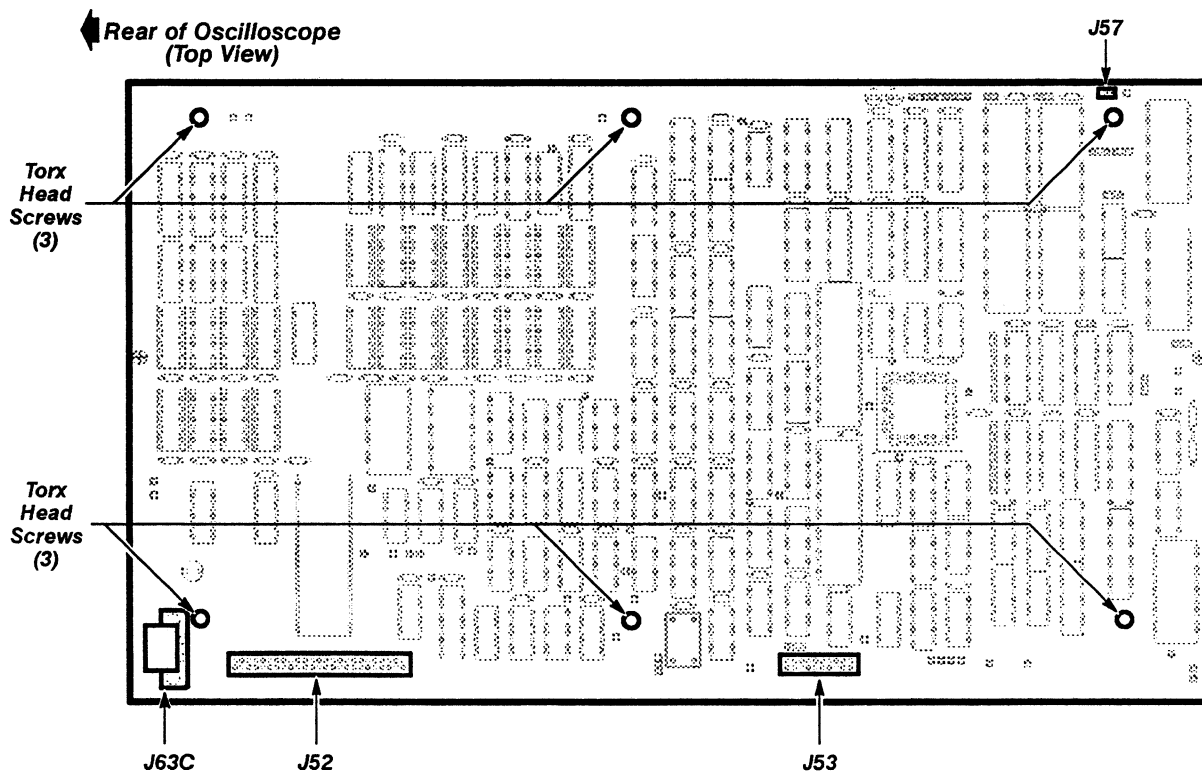 Rear of Oscilloscope
(Top View)
J57
Torx
Head
Screws
(3)
Torx
Head
Screws
(3)
J63C
J52
J53